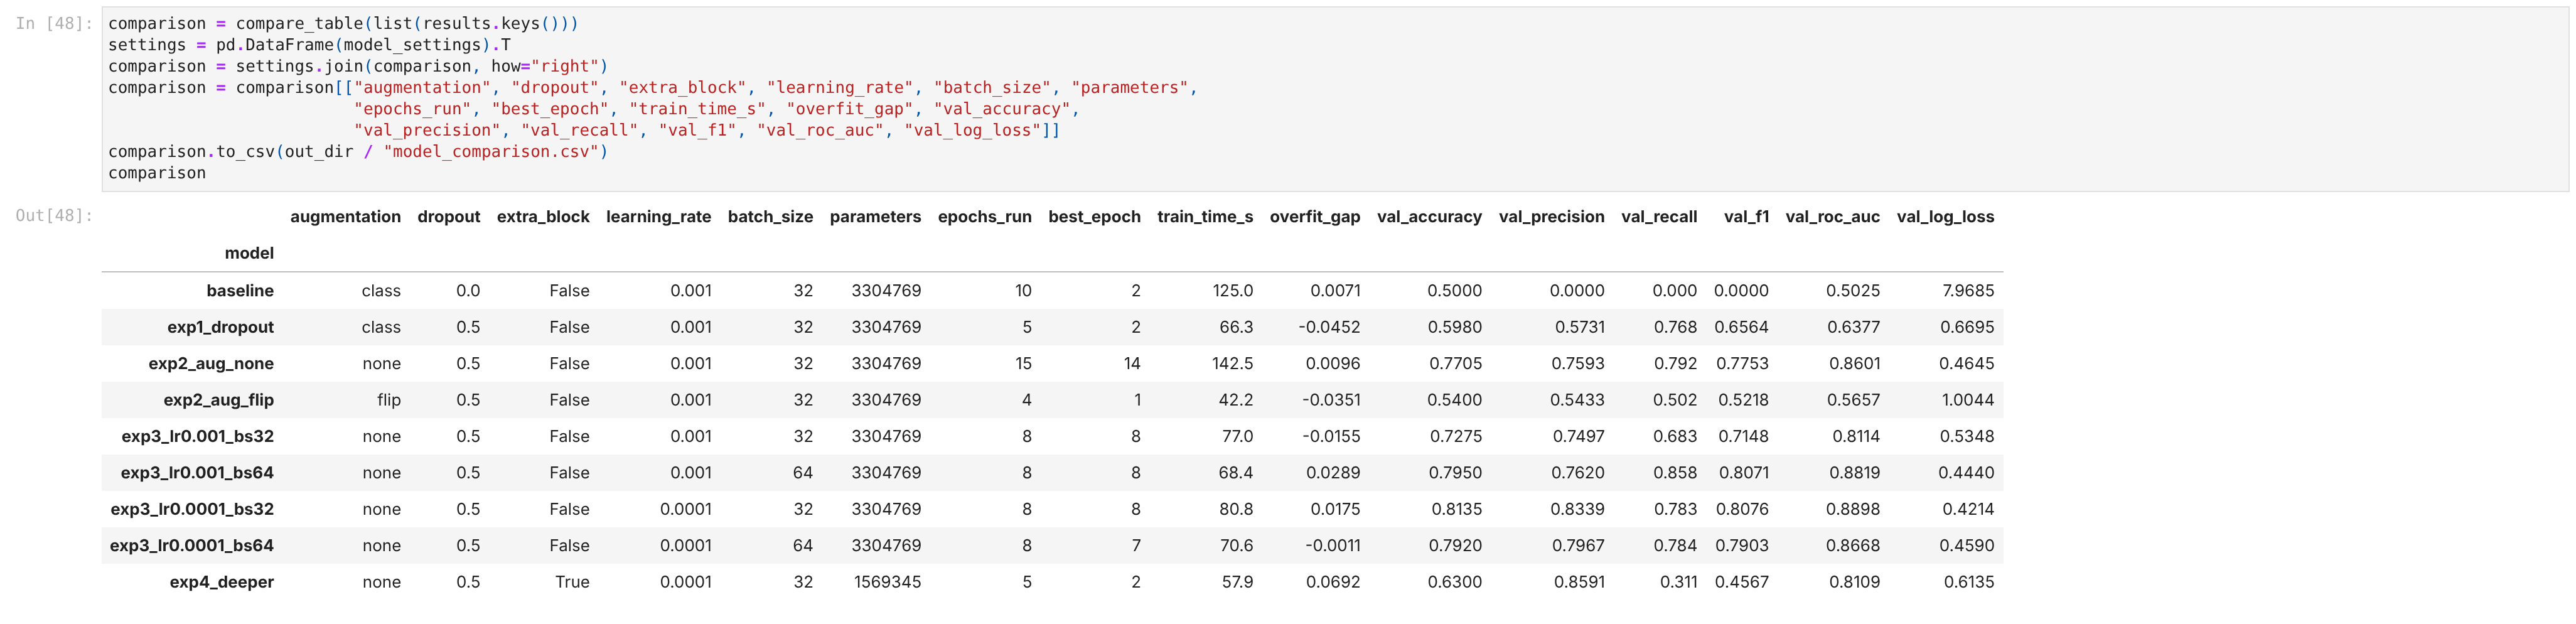 In [48]:
comparison = compare_table(list(results.keys()))
settings = pd.DataFrame(model_settings).T
comparison = settings.join(comparison, how="right")
comparison = comparison[["augmentation", "dropout", "extra_block", "learning_rate", "batch_size", "parameters",
                         "epochs_run", "best_epoch", "train_time_s", "overfit_gap", "val_accuracy",
                         "val_precision", "val_recall", "val_f1", "val_roc_auc", "val_log_loss"]]
comparison.to_csv(out_dir / "model_comparison.csv")
comparison
Out[48]:
augmentation dropout extra_block learning_rate batch_size parameters epochs_run best_epoch train_time_s overfit_gap val_accuracy val_precision val_recall val_f1 val_roc_auc val_log_loss
model
baseline class 0.0 False 0.001 32 3304769 10 2 125.0 0.0071 0.5000 0.0000 0.000 0.0000 0.5025 7.9685
exp1_dropout class 0.5 False 0.001 32 3304769 5 2 66.3 -0.0452 0.5980 0.5731 0.768 0.6564 0.6377 0.6695
exp2_aug_none none 0.5 False 0.001 32 3304769 15 14 142.5 0.0096 0.7705 0.7593 0.792 0.7753 0.8601 0.4645
exp2_aug_flip flip 0.5 False 0.001 32 3304769 4 1 42.2 -0.0351 0.5400 0.5433 0.502 0.5218 0.5657 1.0044
exp3_lr0.001_bs32 none 0.5 False 0.001 32 3304769 8 8 77.0 -0.0155 0.7275 0.7497 0.683 0.7148 0.8114 0.5348
exp3_lr0.001_bs64 none 0.5 False 0.001 64 3304769 8 8 68.4 0.0289 0.7950 0.7620 0.858 0.8071 0.8819 0.4440
exp3_lr0.0001_bs32 none 0.5 False 0.0001 32 3304769 8 8 80.8 0.0175 0.8135 0.8339 0.783 0.8076 0.8898 0.4214
exp3_lr0.0001_bs64 none 0.5 False 0.0001 64 3304769 8 7 70.6 -0.0011 0.7920 0.7967 0.784 0.7903 0.8668 0.4590
exp4_deeper none 0.5 True 0.0001 32 1569345 5 2 57.9 0.0692 0.6300 0.8591 0.311 0.4567 0.8109 0.6135